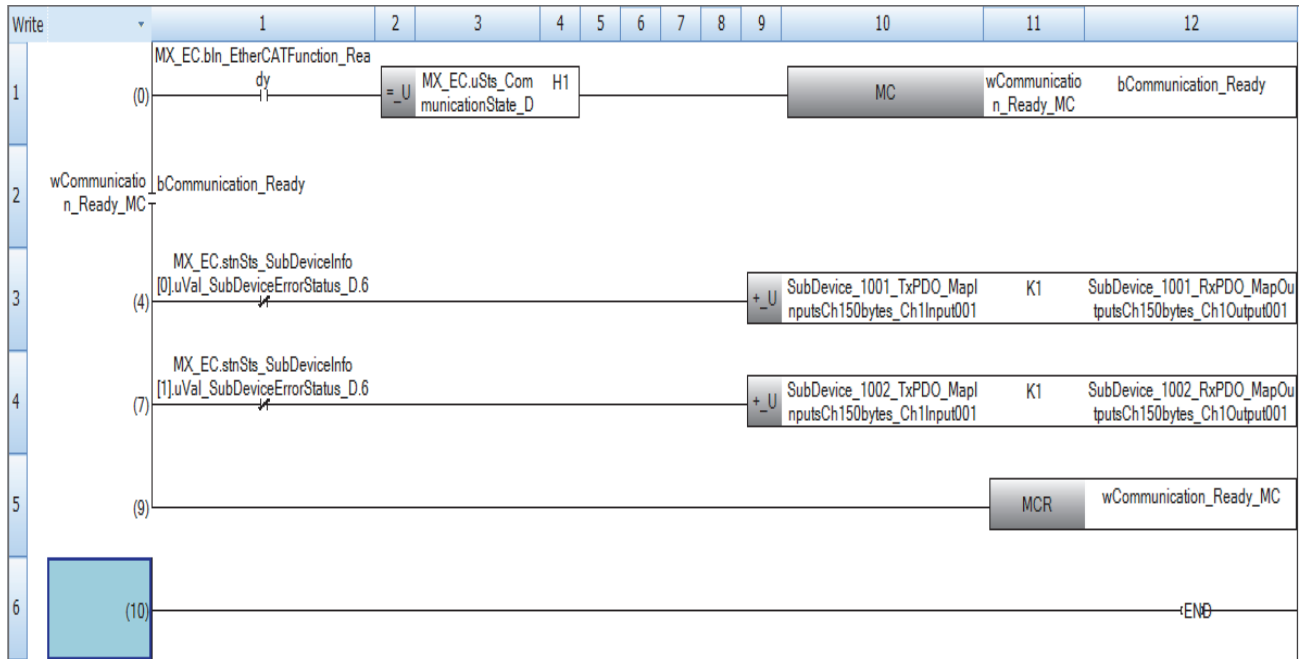 Write 1 2 3 4 5 6 7 8 9 10 11 12
1
(0)
MX_EC.bIn_EtherCATFunction_Rea
dy
=_U
MX_EC.uSts_Com
municationState_D
H1
MC
wCommunicatio
n_Ready_MC
bCommunication_Ready
2
wCommunicatio
n_Ready_MC
bCommunication_Ready
3
(4)
MX_EC.stnSts_SubDeviceInfo
[0].uVal_SubDeviceErrorStatus_D.6
+_U
SubDevice_1001_TxPDO_MapI
nputsCh150bytes_Ch1Input001
K1
SubDevice_1001_RxPDO_MapOu
tputsCh150bytes_Ch1Output001
4
(7)
MX_EC.stnSts_SubDeviceInfo
[1].uVal_SubDeviceErrorStatus_D.6
+_U
SubDevice_1002_TxPDO_MapI
nputsCh150bytes_Ch1Input001
K1
SubDevice_1002_RxPDO_MapOu
tputsCh150bytes_Ch1Output001
5
(9)
MCR
wCommunication_Ready_MC
6
(10)
END